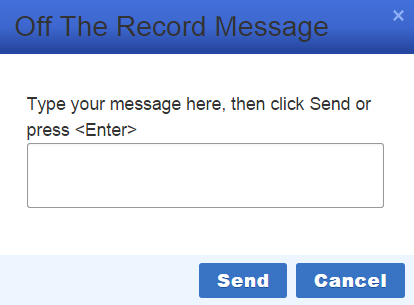 Off The Record Message
×
Type your message here, then click Send or
press <Enter>
Send
Cancel